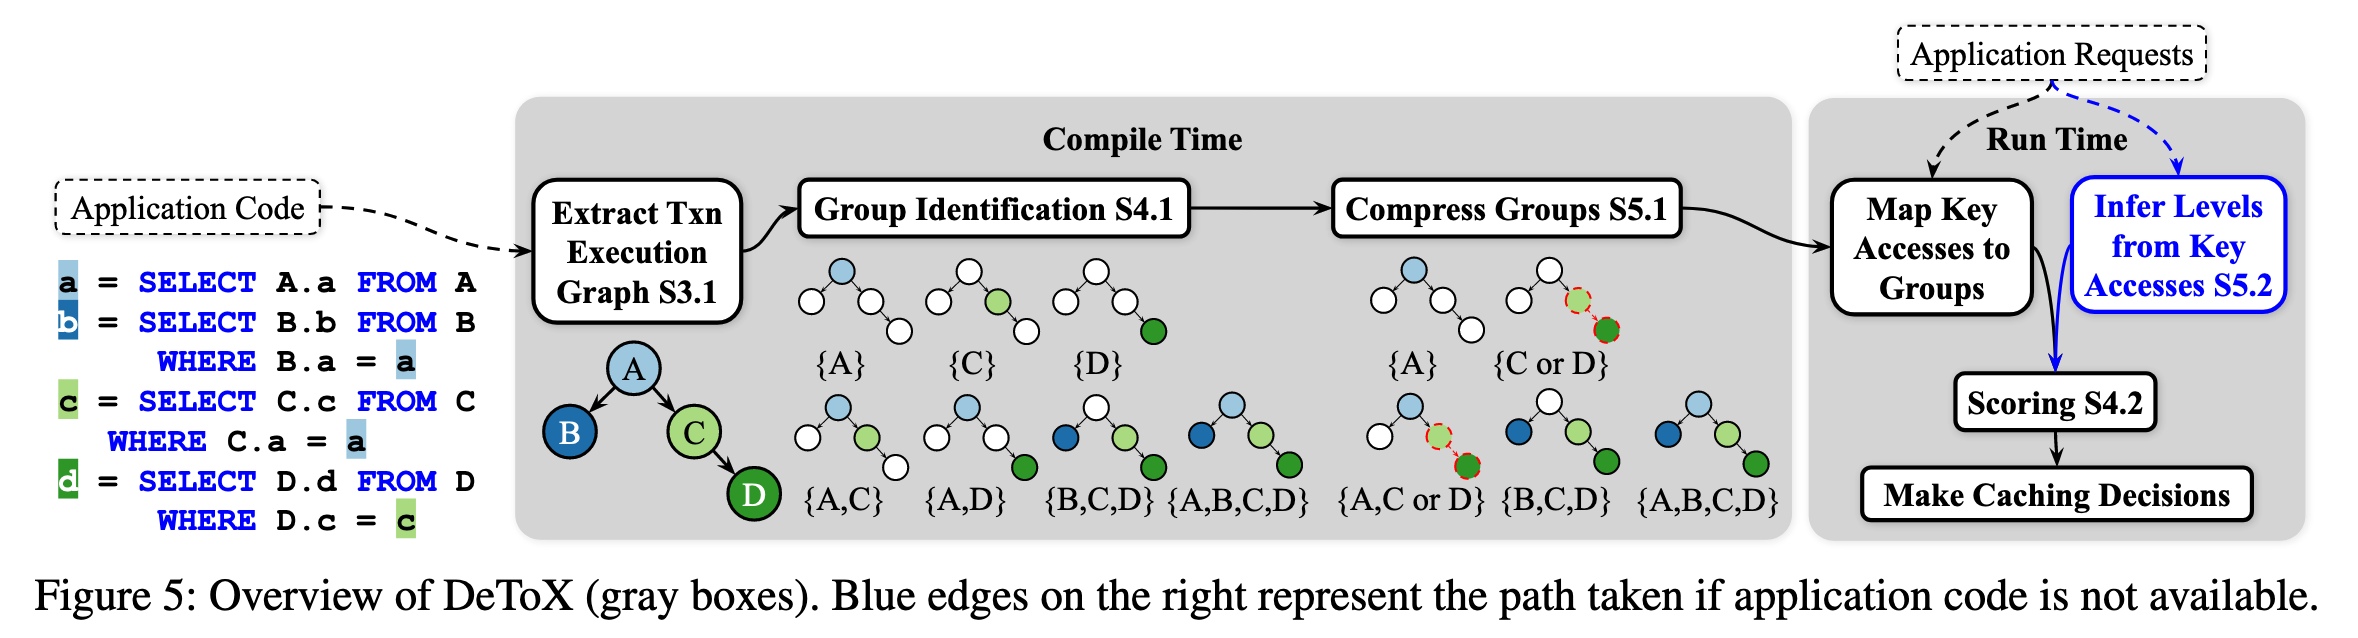 Application Requests
Compile Time
Run Time
Application Code
Extract Txn
Execution
Graph S3.1
Group Identification S4.1
Compress Groups S5.1
Map Key
Accesses to
Groups
Infer Levels
from Key
Accesses S5.2
a = SELECT A.a FROM A
b = SELECT B.b FROM B
WHERE B.a = a
c = SELECT C.c FROM C
WHERE C.a = a
d = SELECT D.d FROM D
WHERE D.c = c
A
B
C
D
{A}
{C}
{D}
{A,C}
{A,D}
{B,C,D}
{A,B,C,D}
{A}
{C or D}
{A,C or D}
{B,C,D}
{A,B,C,D}
Scoring S4.2
Make Caching Decisions
Figure 5: Overview of DeToX (gray boxes). Blue edges on the right represent the path taken if application code is not available.